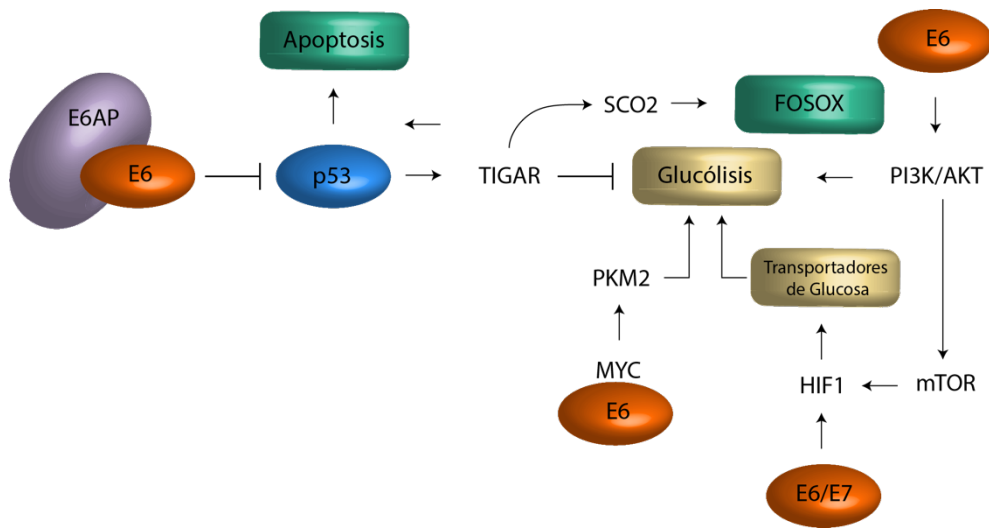 E6
Apoptosis
E6AP
SCO2
FOSOX
E6
p53
TIGAR
Glucólisis
PI3K/AKT
PKM2
Transportadores
de Glucosa
MYC
HIF1
mTOR
E6
E6/E7